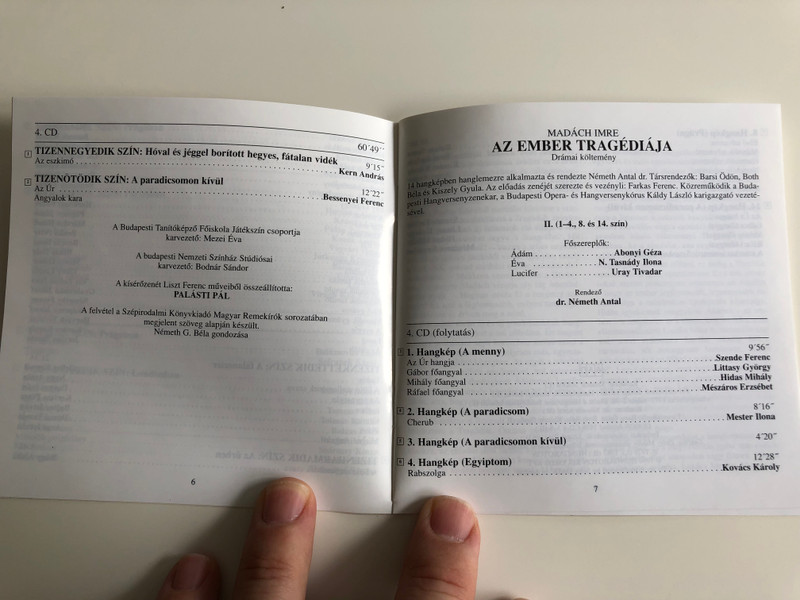 4. CD
60´49´´
1 TIZENNEGYEDIK SZÍN: Hóval és jéggel borított hegyes, fátalan vidék
9´15˝
Az eszkimó . . . . . Kern András
2 TIZENÖTÖDIK SZÍN: A paradicsomon kívül
12´22˝
Az Úr . . . . . Bessenyei Ferenc
Angyalok kara
A Budapesti Tanítóképző Főiskola Játékszín csoportja
karvezető: Mezei Éva
A budapesti Nemzeti Színház Stúdiósai
karvezető: Bodnár Sándor
A kísérőzenét Liszt Ferenc műveiből összeállította:
PALÁSTI PÁL
A felvétel a Szépirodalmi Könyvkiadó Magyar Remekírók sorozatában
megjelent szöveg alapján készült.
Németh G. Béla gondozása
6
MADÁCH IMRE
AZ EMBER TRAGÉDIÁJA
Drámai költemény
14 hangképben hanglemezre alkalmazta és rendezte Németh Antal dr. Társrendezők: Barsi Ödön, Both
Béla és Kiszely Gyula. Az előadás zenéjét szerezte és vezényli: Farkas Ferenc. Közreműködik a Buda-
pesti Hangversenyzenekar, a Budapesti Opera- és Hangversenykórus Káldy László karigazgató vezeté-
sével.
II. (1–4., 8. és 14. szín)
Főszereplők:
Ádám . . . . . Abonyi Géza
Éva . . . . . N. Tasnády Ilona
Lucifer . . . . . Uray Tivadar
Rendező
dr. Németh Antal
4. CD (folytatás)
1. Hangkép (A menny) 9´56˝
Az Úr hangja . . . . . Szende Ferenc
Gábor főangyal . . . . . Littasy György
Mihály főangyal . . . . . Hidas Mihály
Ráfael főangyal . . . . . Mészáros Erzsébet
2. Hangkép (A paradicsom) 8´16˝
Cherub . . . . . Mester Ilona
3. Hangkép (A paradicsomon kívül) 4´20˝
4. Hangkép (Egyiptom) 12´28˝
Rabszolga . . . . . Kovács Károly
7